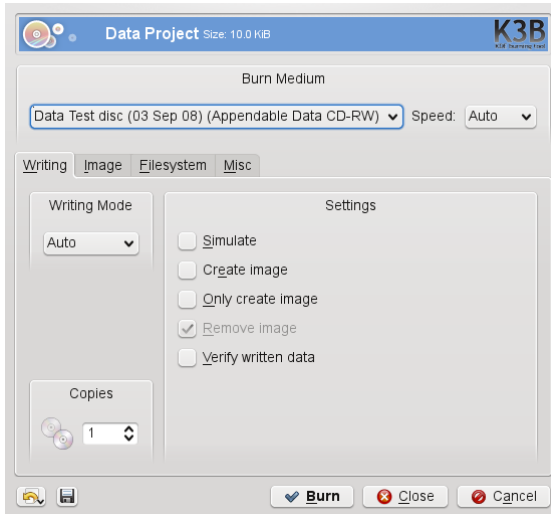 Data Project Size: 10.0 KiB
K3B
Burn Medium
Data Test disc (03 Sep 08) (Appendable Data CD-RW) Speed: Auto
Writing Image Filesystem Misc
Writing Mode
Auto
Settings
Simulate
Create image
Only create image
Remove image
Verify written data
Copies
1
Burn Close Cancel